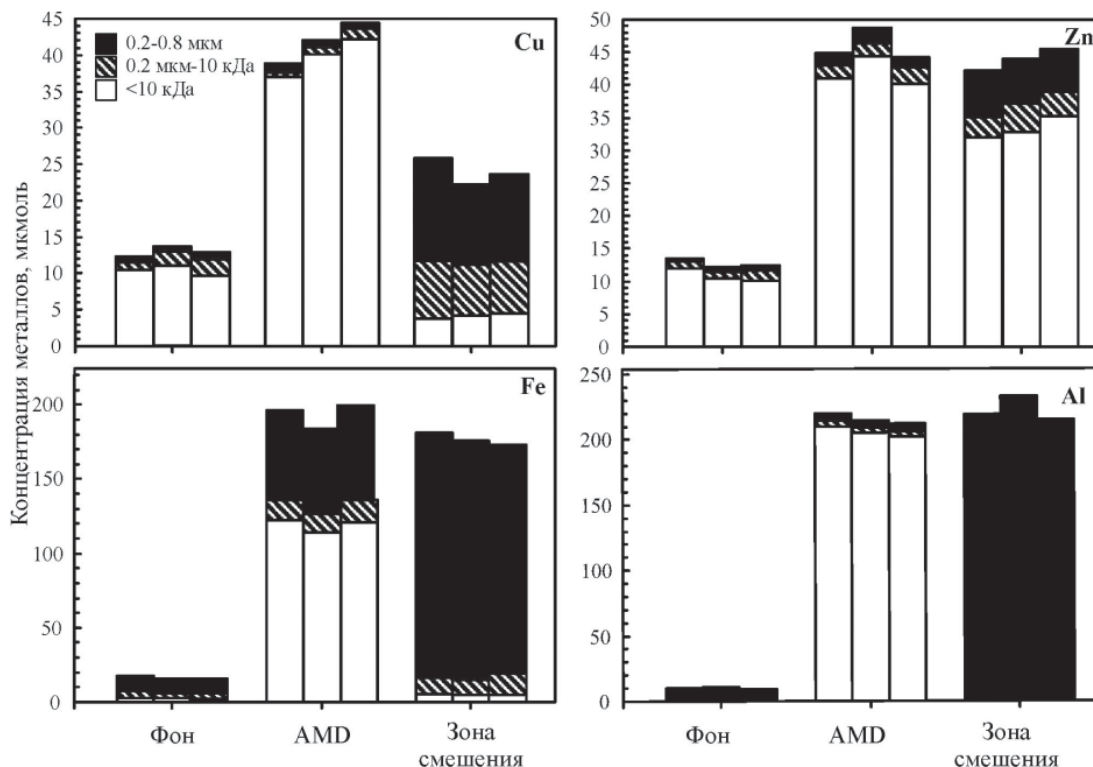 Концентрация металлов, мкмоль
45
40
35
30
25
20
15
10
5
0
0.2-0.8 мкм
0.2 мкм-10 кДа
<10 кДа
Cu
50
45
40
35
30
25
20
15
10
5
0
Zn
200
150
100
50
0
Fe
250
200
150
100
50
0
Al
Фон
AMD
Зона
смешения
Фон
AMD
Зона
смешения